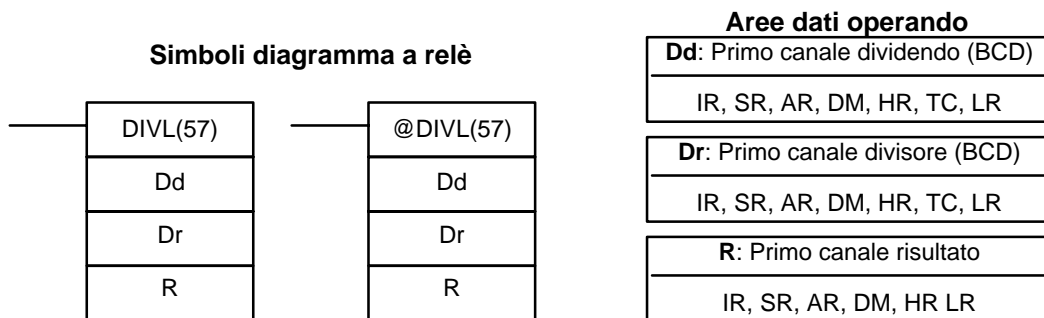 Simboli diagramma a relè
DIVL(57)
Dd
Dr
R
@DIVL(57)
Dd
Dr
R
Aree dati operando
Dd: Primo canale dividendo (BCD)
IR, SR, AR, DM, HR, TC, LR
Dr: Primo canale divisore (BCD)
IR, SR, AR, DM, HR, TC, LR
R: Primo canale risultato
IR, SR, AR, DM, HR LR